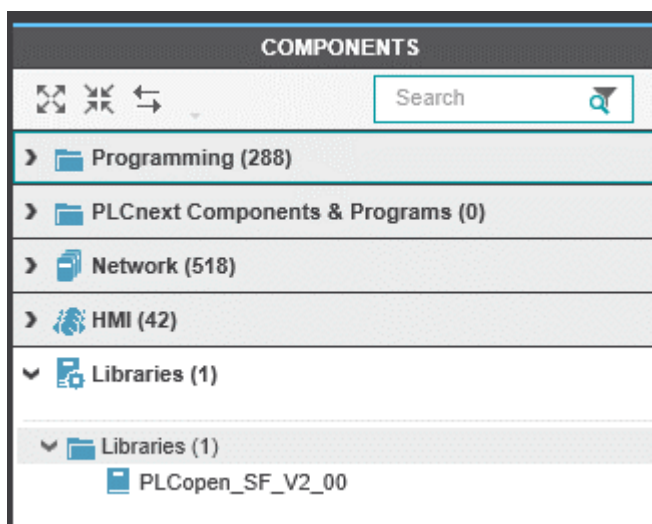 COMPONENTS
Search
Programming (288)
PLCnext Components & Programs (0)
Network (518)
HMI (42)
Libraries (1)
Libraries (1)
PLCopen_SF_V2_00